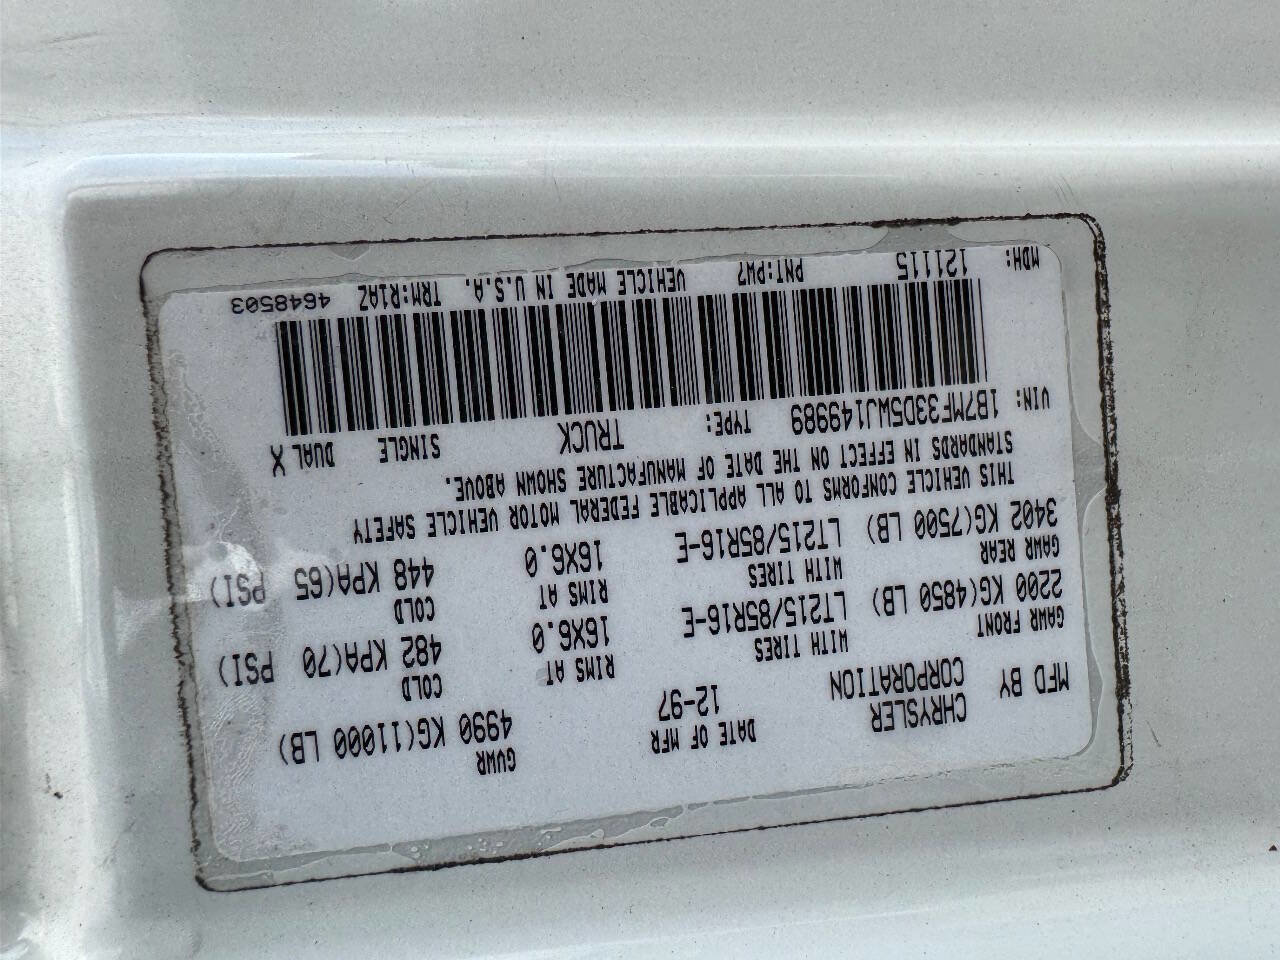 MFD BY CHRYSLER CORPORATION DATE OF MFR 12-97 GVWR 4990 KG(11000 LB)
GAWR FRONT WITH TIRES RIMS AT COLD
2200 KG(4850 LB) LT215/85R16-E 16X6.0 482 KPA(70 PSI)
GAWR REAR WITH TIRES RIMS AT COLD
3402 KG(7500 LB) LT215/85R16-E 16X6.0 448 KPA(65 PSI)
THIS VEHICLE CONFORMS TO ALL APPLICABLE FEDERAL MOTOR VEHICLE SAFETY
STANDARDS IN EFFECT ON THE DATE OF MANUFACTURE SHOWN ABOVE.
VIN: 1B7MF33D5WJ149989 TYPE: TRUCK SINGLE DUAL X
MDH: 121115 PNT:PW7 VEHICLE MADE IN U.S.A. TRM:R1AZ 4648503